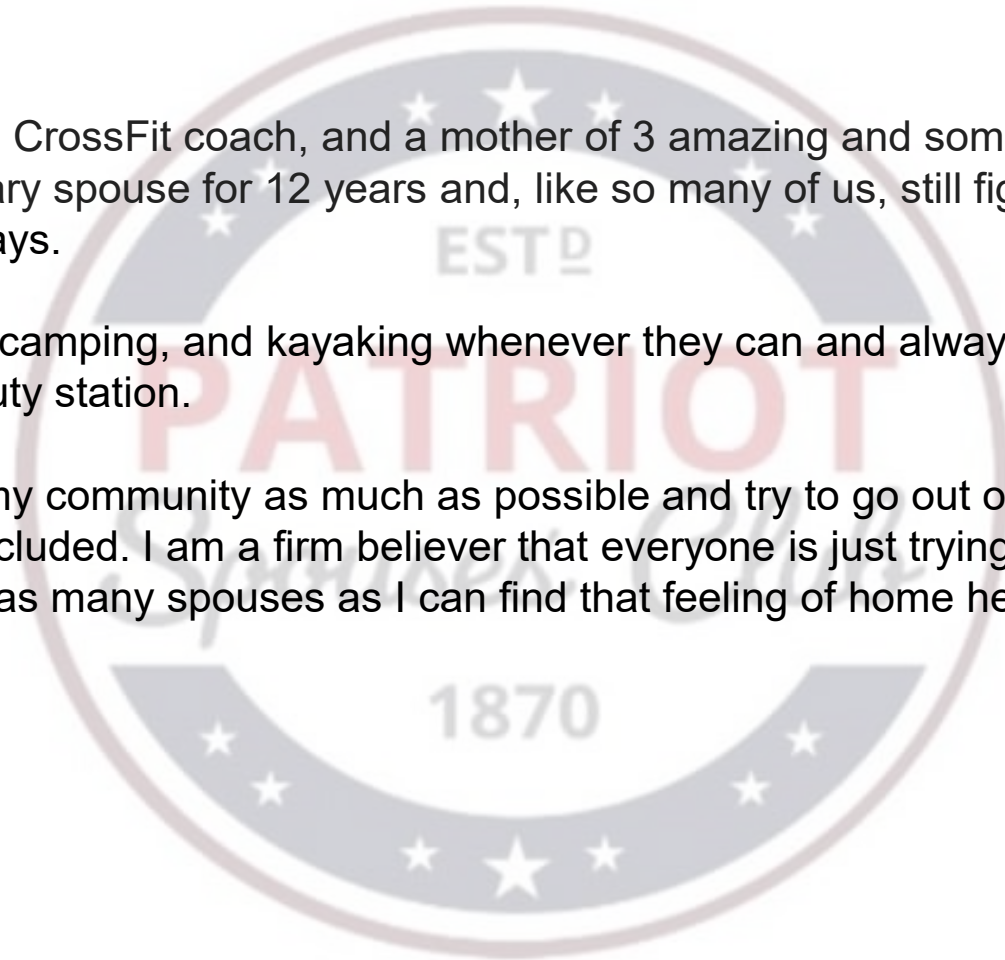 CrossFit coach, and a mother of 3 amazing and som
ary spouse for 12 years and, like so many of us, still fig
ays.
ESTD
camping, and kayaking whenever they can and alway
uty station.
PATRIOT
my community as much as possible and try to go out o
cluded. I am a firm believer that everyone is just trying
Spouses Club
as many spouses as I can find that feeling of home he
1870